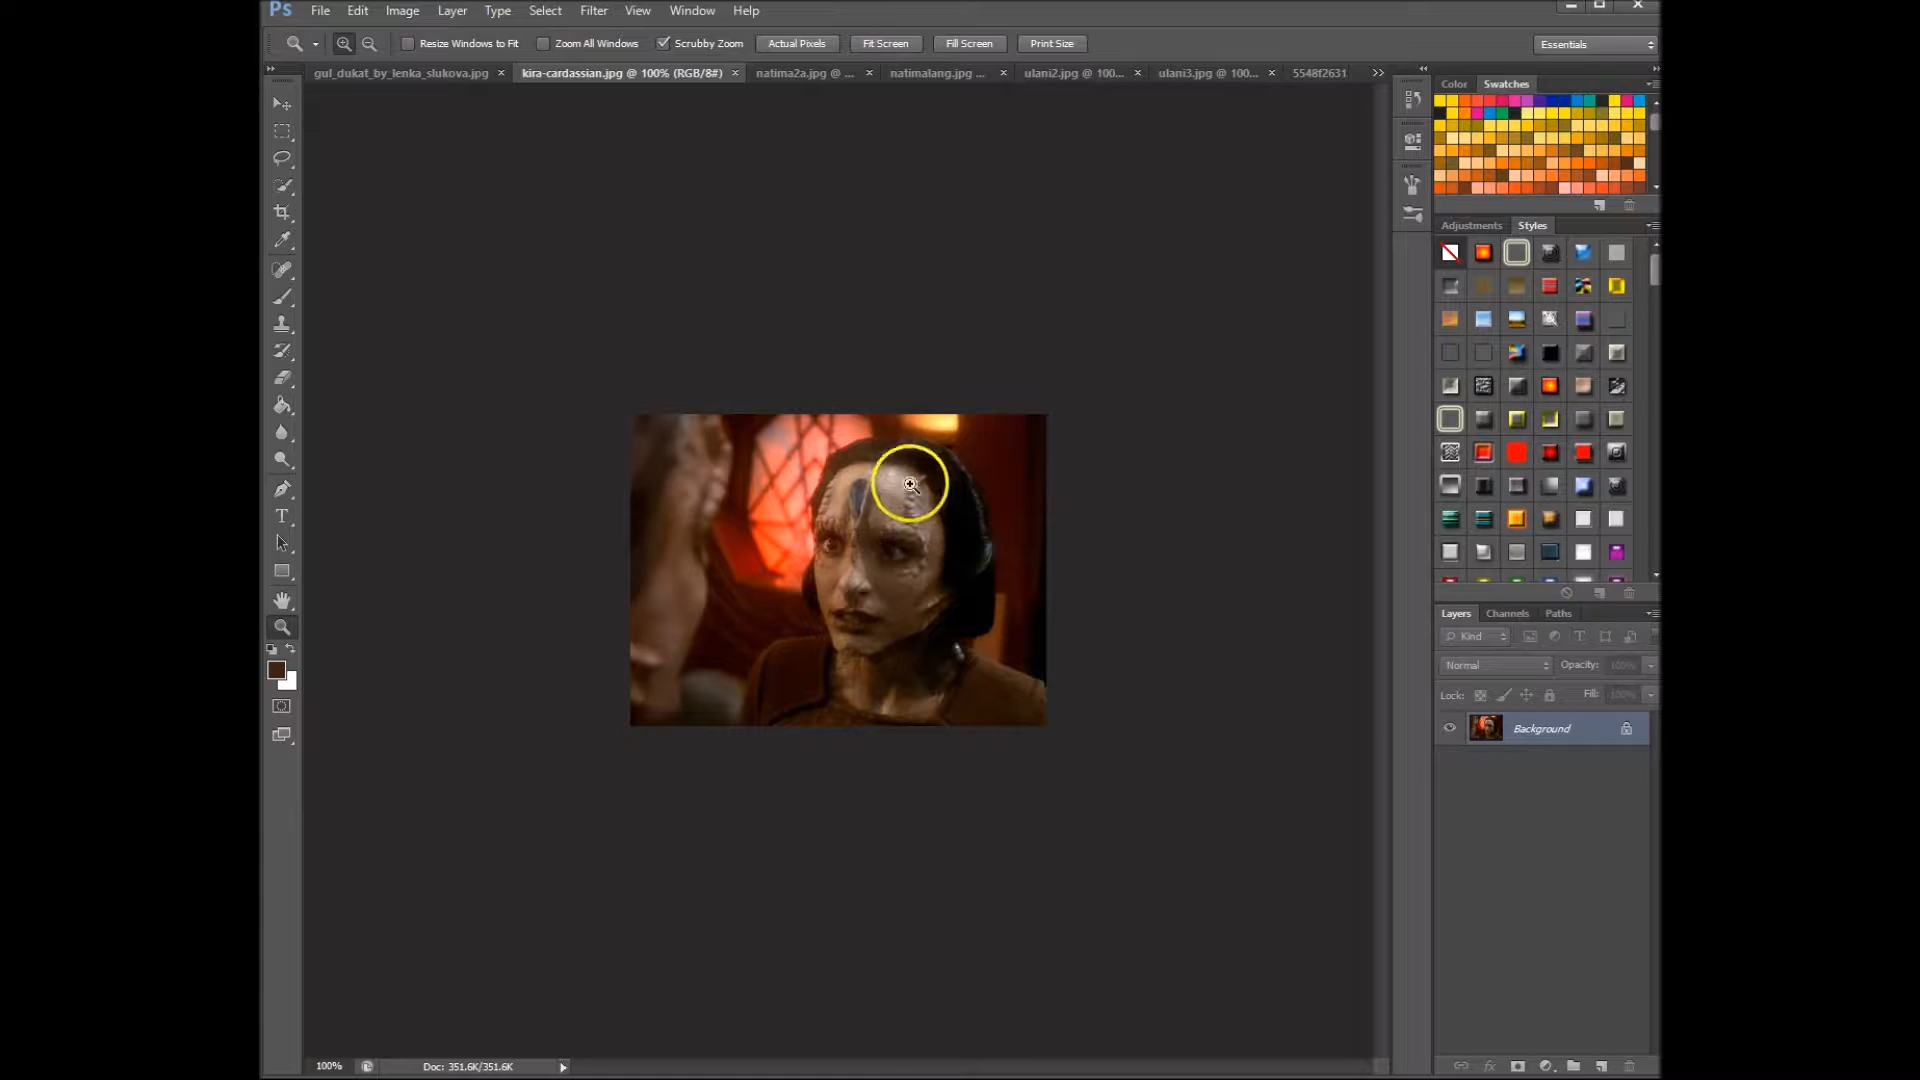 Ps File Edit Image Layer Type Select Filter View Window Help
Resize Windows to Fit Zoom All Windows Scrubby Zoom Actual Pixels Fit Screen Fill Screen Print Size Essentials
gul_dukat_by_lenka_slukova.jpg kira-cardassian.jpg @ 100% (RGB/8#) natima2a.jpg @ ... natimalang.jpg ... ulani2.jpg @ 100... ulani3.jpg @ 100... 5548f2631
Color Swatches
Adjustments Styles
Layers Channels Paths
Kind
Normal Opacity: 100%
Lock: Fill: 100%
Background
100% Doc: 351.6K/351.6K